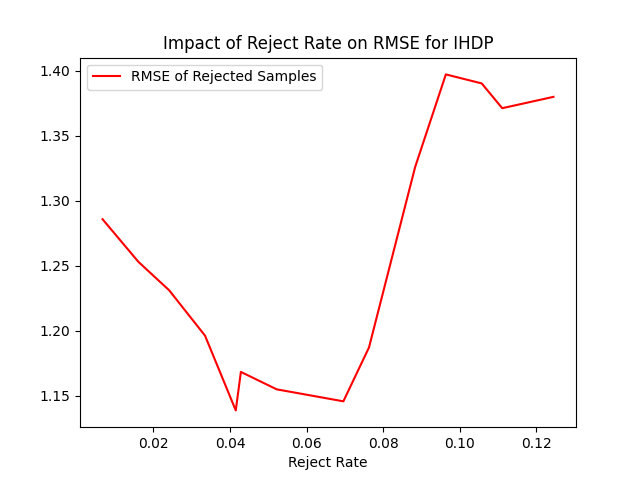 Impact of Reject Rate on RMSE for IHDP
RMSE of Rejected Samples
1.40
1.35
1.30
1.25
1.20
1.15
0.02 0.04 0.06 0.08 0.10 0.12
Reject Rate